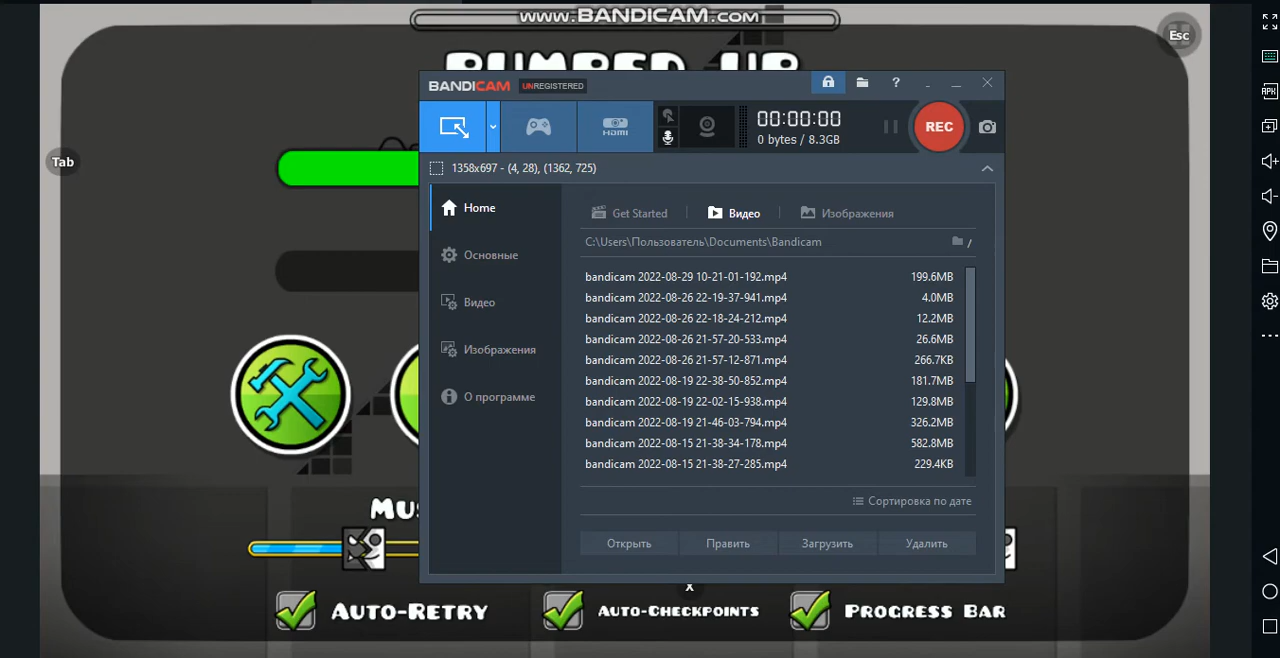 www.BANDICAM.com
Esc
BUMPED UP
BANDICAM UNREGISTERED
?
HDMI
00:00:00
0 bytes / 8.3GB
REC
APK
Tab
1358x697 - (4, 28), (1362, 725)
Home
Основные
Видео
Изображения
О программе
Get Started
Видео
Изображения
C:\Users\Пользователь\Documents\Bandicam
/
bandicam 2022-08-29 10-21-01-192.mp4 199.6MB
bandicam 2022-08-26 22-19-37-941.mp4 4.0MB
bandicam 2022-08-26 22-18-24-212.mp4 12.2MB
bandicam 2022-08-26 21-57-20-533.mp4 26.6MB
bandicam 2022-08-26 21-57-12-871.mp4 266.7KB
bandicam 2022-08-19 22-38-50-852.mp4 181.7MB
bandicam 2022-08-19 22-02-15-938.mp4 129.8MB
bandicam 2022-08-19 21-46-03-794.mp4 326.2MB
bandicam 2022-08-15 21-38-34-178.mp4 582.8MB
bandicam 2022-08-15 21-38-27-285.mp4 229.4KB
Сортировка по дате
Открыть
Править
Загрузить
Удалить
X
Auto-Retry
Auto-Checkpoints
Progress Bar